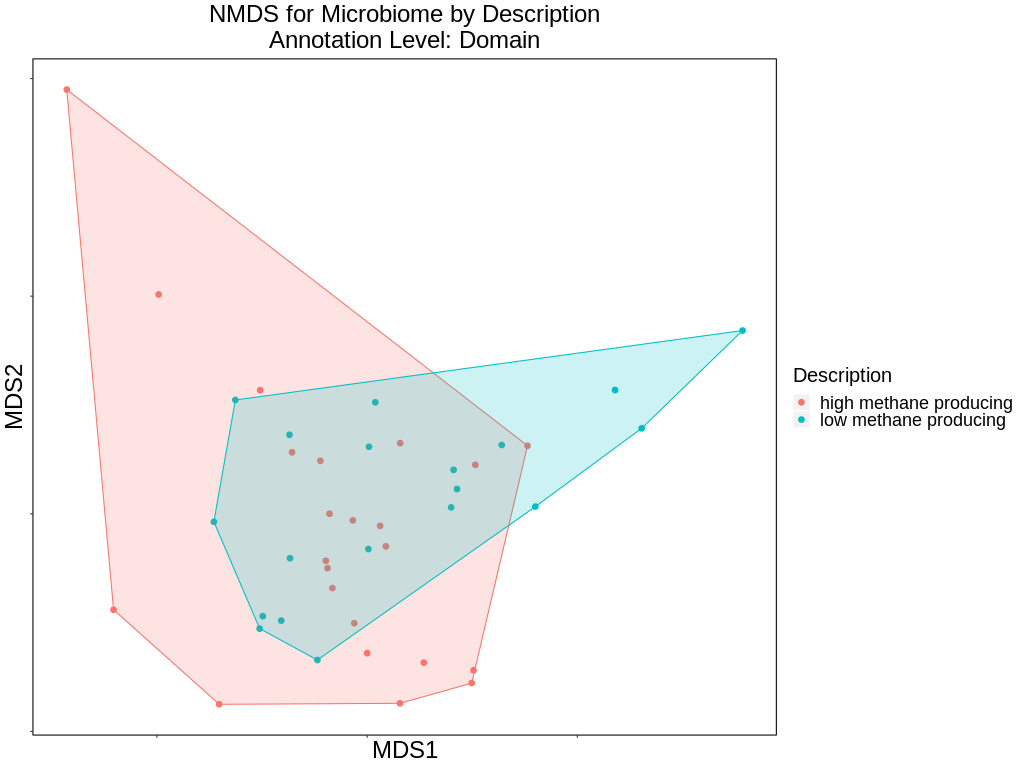 NMDS for Microbiome by Description
Annotation Level: Domain
MDS2
MDS1
Description
high methane producing
low methane producing